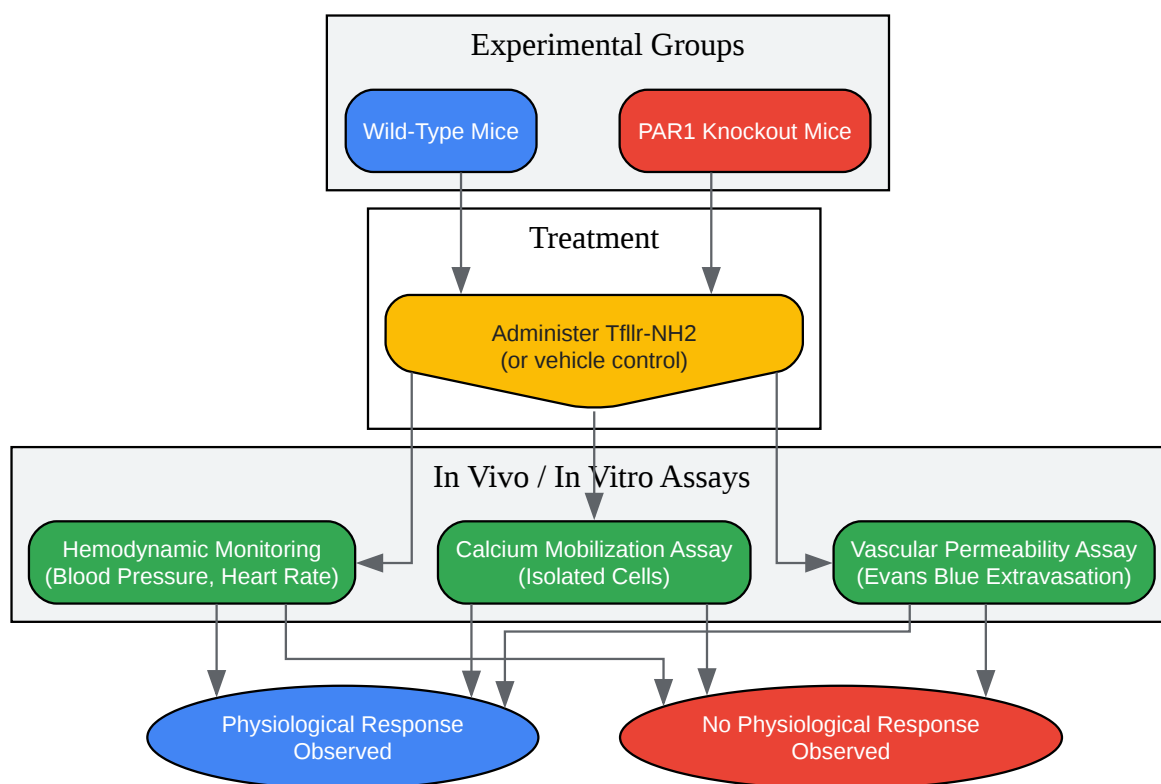 Experimental Groups
Wild-Type Mice
PAR1 Knockout Mice
Treatment
Administer Tfllr-NH2
(or vehicle control)
In Vivo / In Vitro Assays
Hemodynamic Monitoring
(Blood Pressure, Heart Rate)
Calcium Mobilization Assay
(Isolated Cells)
Vascular Permeability Assay
(Evans Blue Extravasation)
Physiological Response
Observed
No Physiological Response
Observed